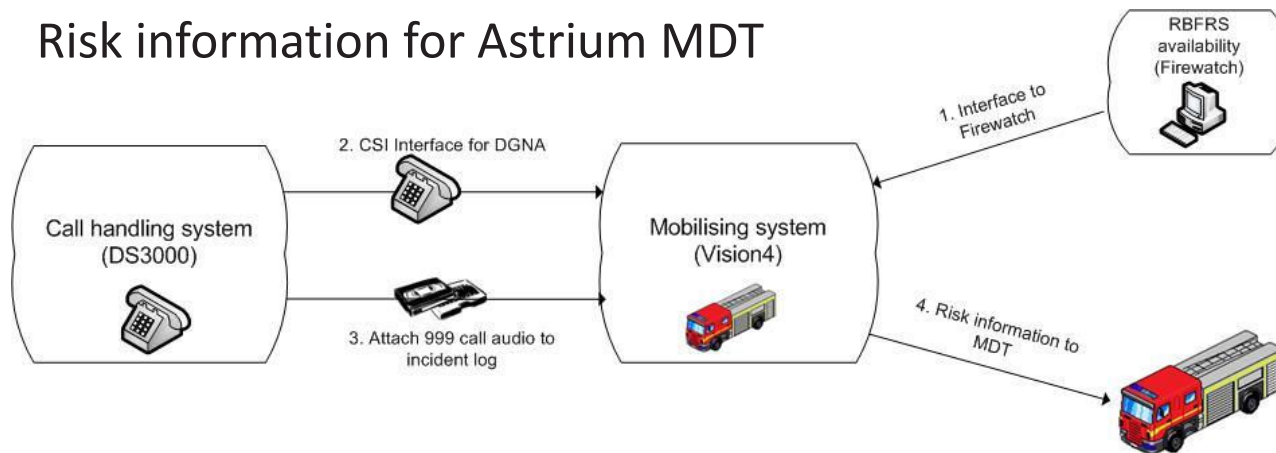 Risk information for Astrium MDT
RBFRS
availability
(Firewatch)
1. Interface to
Firewatch
2. CSI Interface for DGNA
Call handling system
(DS3000)
Mobilising system
(Vision4)
3. Attach 999 call audio to
incident log
4. Risk information to
MDT